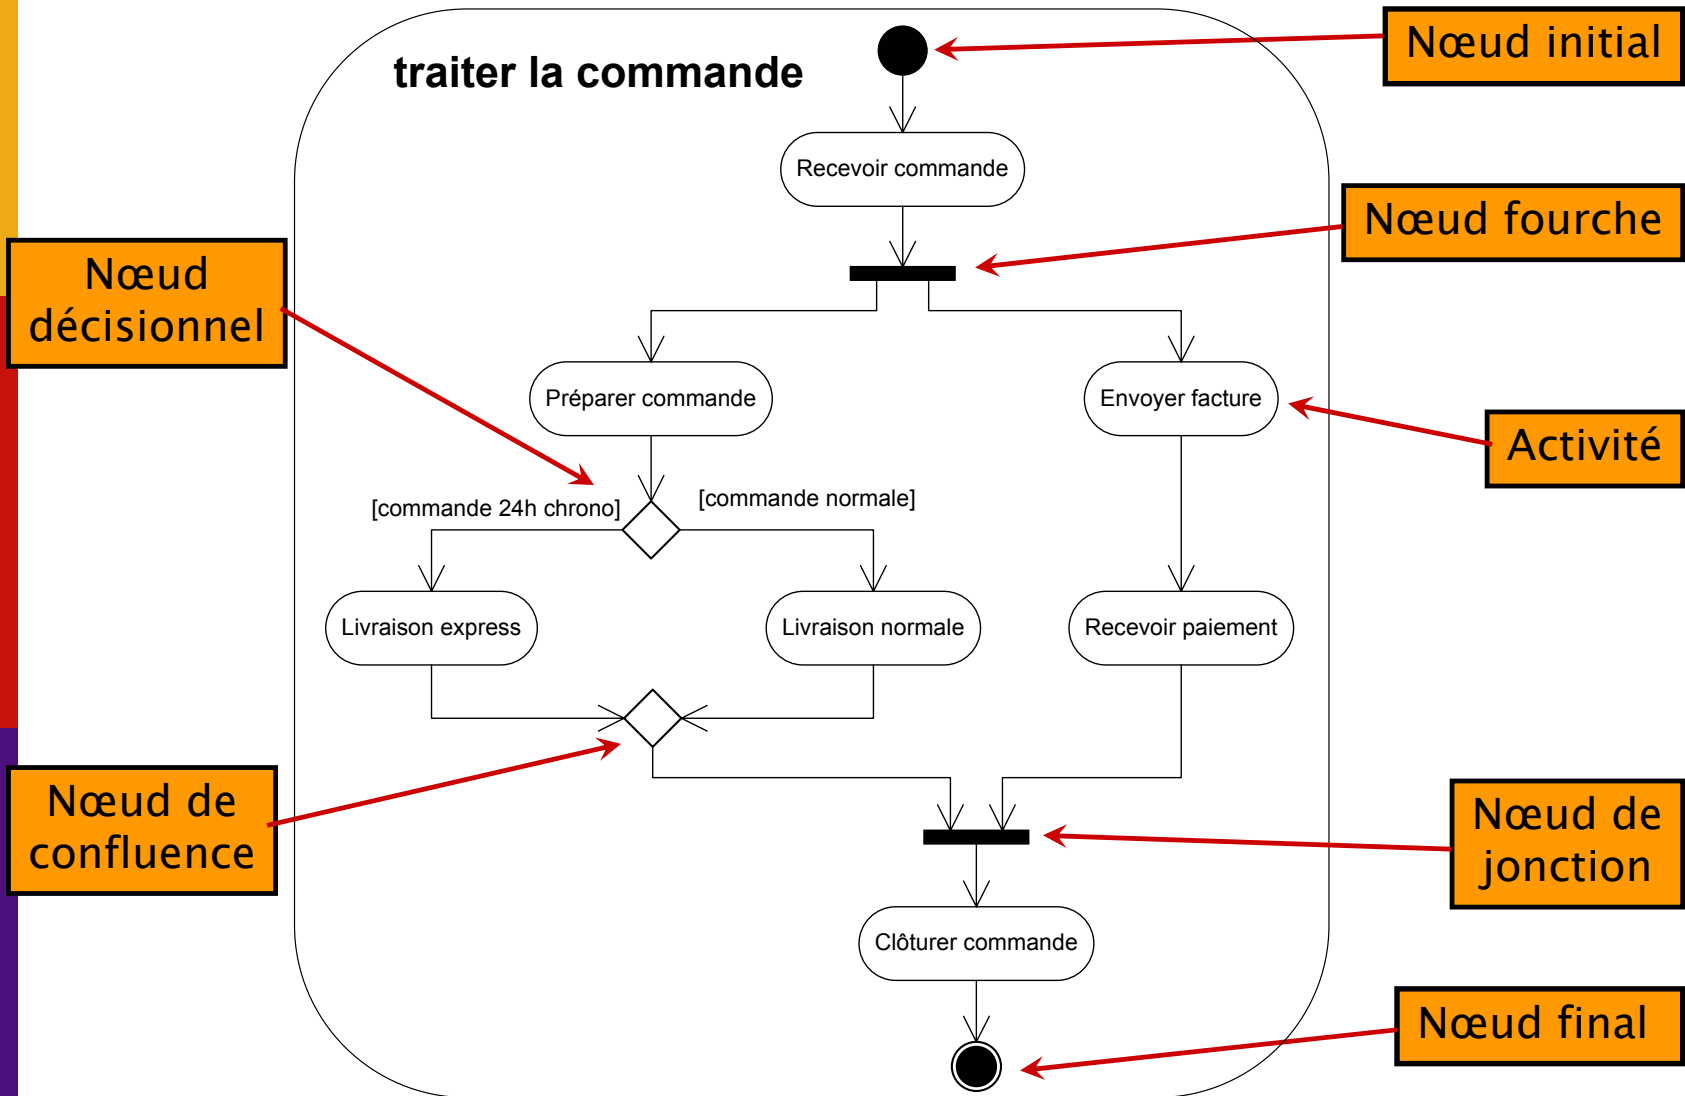 Nœud initial
traiter la commande
Recevoir commande
Nœud fourche
Nœud
décisionnel
Préparer commande
Envoyer facture
Activité
[commande 24h chrono]
[commande normale]
Livraison express
Livraison normale
Recevoir paiement
Nœud de
confluence
Nœud de
jonction
Clôturer commande
Nœud final